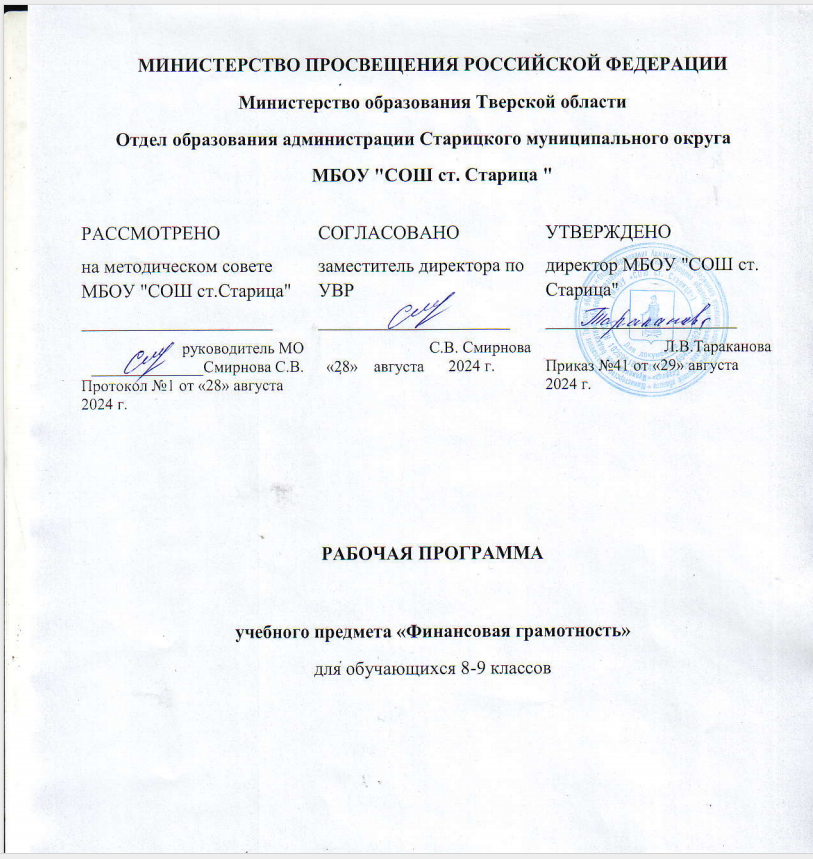 МИНИСТЕРСТВО ПРОСВЕЩЕНИЯ РОССИЙСКОЙ ФЕДЕРАЦИИ
Министерство образования Тверской области
Отдел образования администрации Старицкого муниципального округа
МБОУ "СОШ ст. Старица "
РАССМОТРЕНО
на методическом совете
МБОУ "СОШ ст.Старица"
руководитель МО
Смирнова С.В.
Протокол №1 от «28» августа
2024 г.
СОГЛАСОВАНО
заместитель директора по
УВР
С.В. Смирнова
«28» августа 2024 г.
УТВЕРЖДЕНО
директор МБОУ "СОШ ст.
Старица"
Тараканова
Л.В.Тараканова
Приказ №41 от «29» августа
2024 г.
РАБОЧАЯ ПРОГРАММА
учебного предмета «Финансовая грамотность»
для обучающихся 8-9 классов